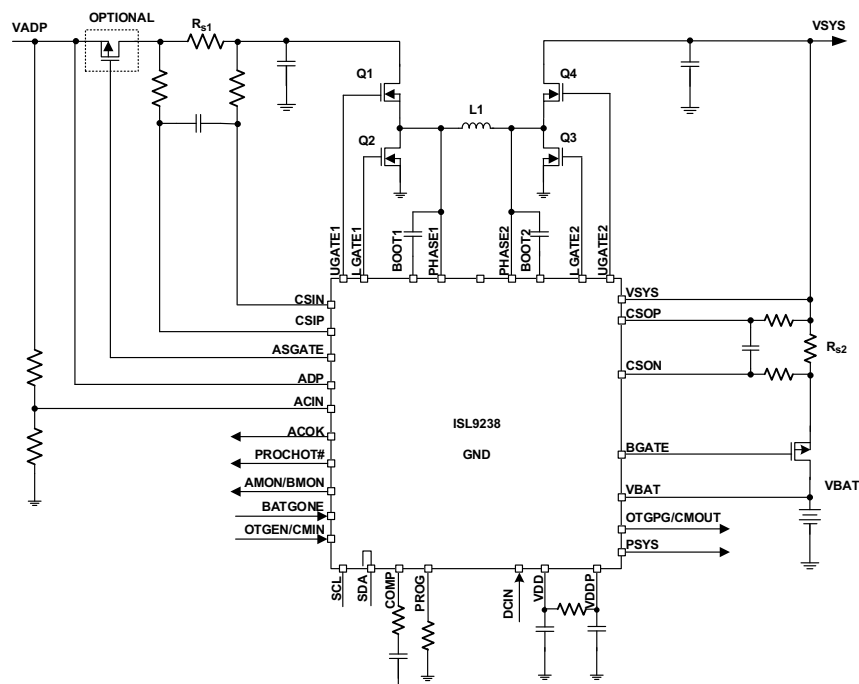 OPTIONAL
VADP
Rs1
VSYS
Q1
Q4
L1
Q2
Q3
UGATE1
LGATE1
BOOT1
PHASE1
PHASE2
BOOT2
LGATE2
UGATE2
CSIN
CSIP
ASGATE
ADP
ACIN
ACOK
PROCHOT#
AMON/BMON
BATGONE
OTGEN/CMIN
ISL9238
GND
VSYS
CSOP
Rs2
CSON
BGATE
VBAT
VBAT
OTGPG/CMOUT
PSYS
SCL
SDA
COMP
PROG
DCIN
VDD
VDDP